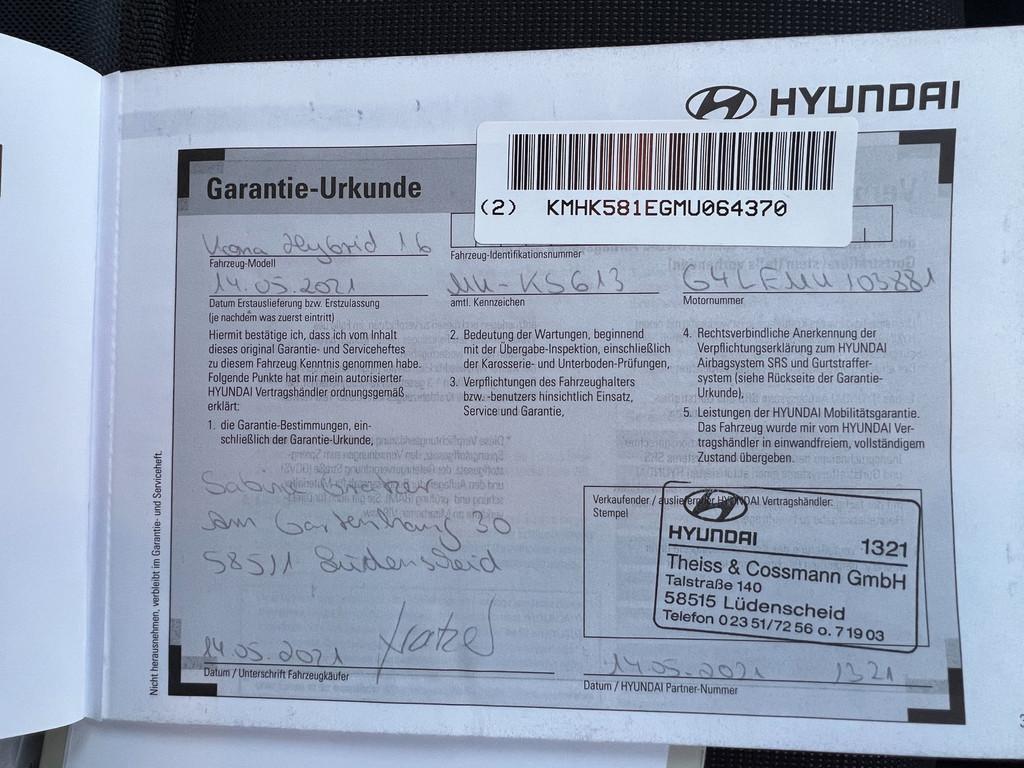 HYUNDAI
Garantie-Urkunde
(2) KMHK581EGMU064370
Kona Hybrid 16
Fahrzeug-Modell
Fahrzeug-Identifikationsnummer
14.05.2021
MK-KS613
G4LEMU103881
Datum Erstauslieferung bzw. Erstzulassung
(je nachdem was zuerst eintritt)
amtl. Kennzeichen
Motornummer
Hiermit bestätige ich, dass ich vom Inhalt
dieses original Garantie- und Serviceheftes
zu diesem Fahrzeug Kenntnis genommen habe.
Folgende Punkte hat mir mein autorisierter
HYUNDAI Vertragshändler ordnungsgemäß
erklärt:
1. die Garantie-Bestimmungen, ein-
schließlich der Garantie-Urkunde,
2. Bedeutung der Wartungen, beginnend
mit der Übergabe-Inspektion, einschließlich
der Karosserie- und Unterboden-Prüfungen,
3. Verpflichtungen des Fahrzeughalters
bzw. -benutzers hinsichtlich Einsatz,
Service und Garantie,
4. Rechtsverbindliche Anerkennung der
Verpflichtungserklärung zum HYUNDAI
Airbagsystem SRS und Gurtstraffer-
system (siehe Rückseite der Garantie-
Urkunde),
5. Leistungen der HYUNDAI Mobilitätsgarantie.
Das Fahrzeug wurde mir vom HYUNDAI Ver-
tragshändler in einwandfreiem, vollständigem
Zustand übergeben.
Am Gartenhang 30
58511 Lüdenscheid
14.05.2021
Datum / Unterschrift Fahrzeugkäufer
Verkaufender / ausliefernder HYUNDAI Vertragshändler:
Stempel
HYUNDAI 1321
Theiss & Cossmann GmbH
Talstraße 140
58515 Lüdenscheid
Telefon 0 23 51/72 56 o. 7 19 03
14.05.2021 1321
Datum / HYUNDAI Partner-Nummer
Nicht herausnehmen, verbleibt im Garantie- und Serviceheft.